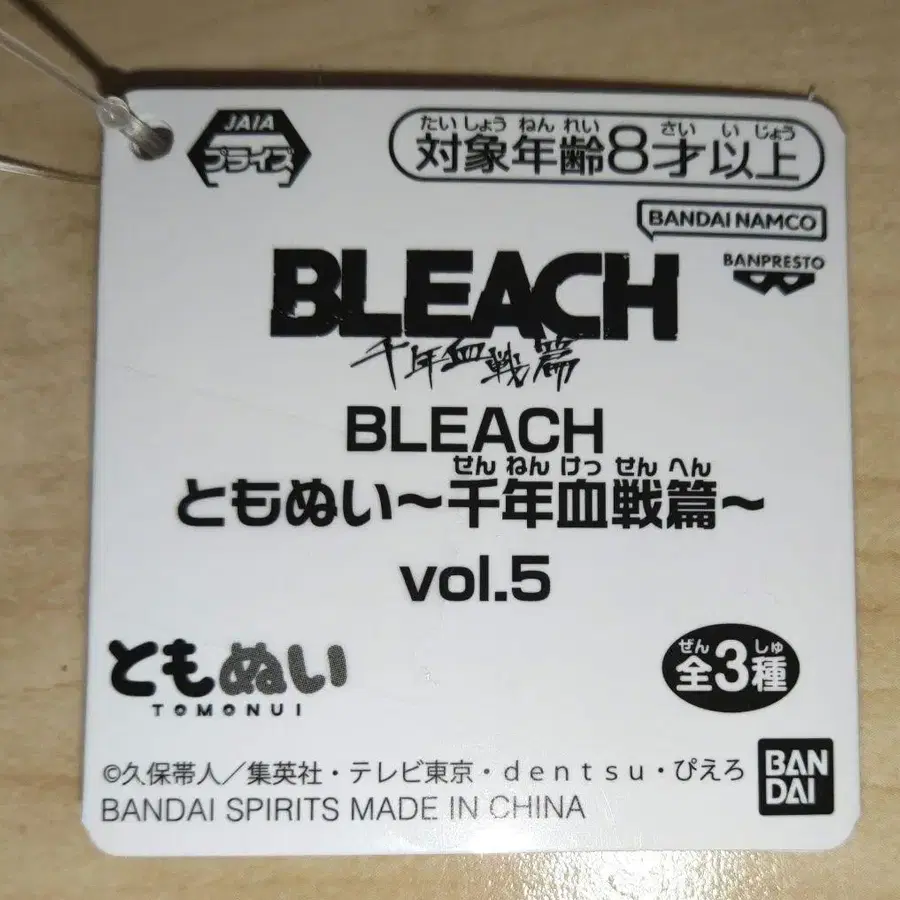 JAIA
プライズ
たいしょうねんれい さいいじょう
対象年齢8才以上
BANDAI NAMCO
BANPRESTO
BLEACH
千年血戦篇
BLEACH
せんねんけっせんへん
ともぬい～千年血戦篇～
vol.5
ともぬい
TOMONUI
ぜん しゅ
全3種
©久保帯人／集英社・テレビ東京・dentsu・ぴえろ
BANDAI SPIRITS MADE IN CHINA
BAN
DAI